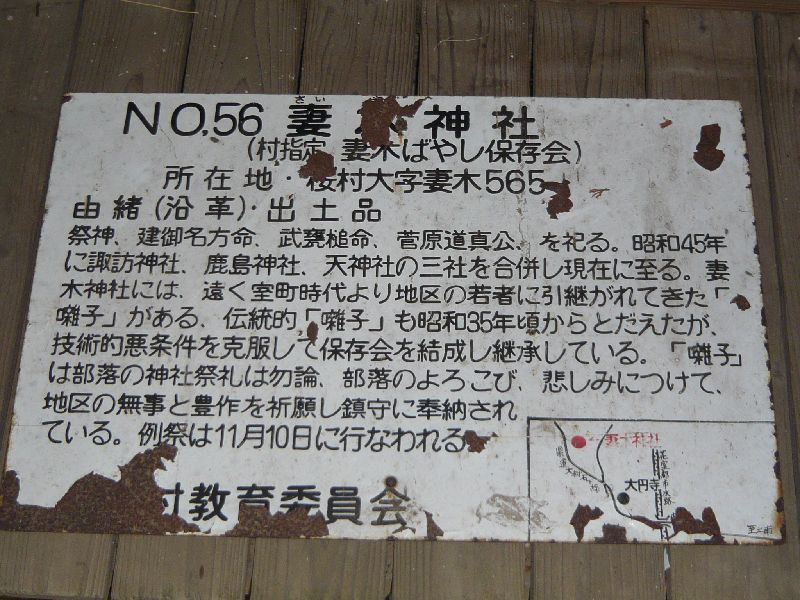 さい
NO.56 妻木神社
(村指定 妻木ばやし保存会)
所在地・桜村大字妻木565
由緒(沿革)・出土品
祭神、建御名方命、武甕槌命、菅原道真公、を祀る。昭和45年
に諏訪神社、鹿島神社、天神社の三社を合併し現在に至る。妻
木神社には、遠く室町時代より地区の若者に引継がれてきた「
囃子」がある、伝統的「囃子」も昭和35年頃からとだえたが、
技術的悪条件を克服して保存会を結成し継承している。「囃子」
は部落の神社祭礼は勿論、部落のよろこび、悲しみにつけて、
地区の無事と豊作を祈願し鎮守に奉納され
ている。例祭は11月10日に行なわれる
村教育委員会
妻木神社
大円寺
至土浦